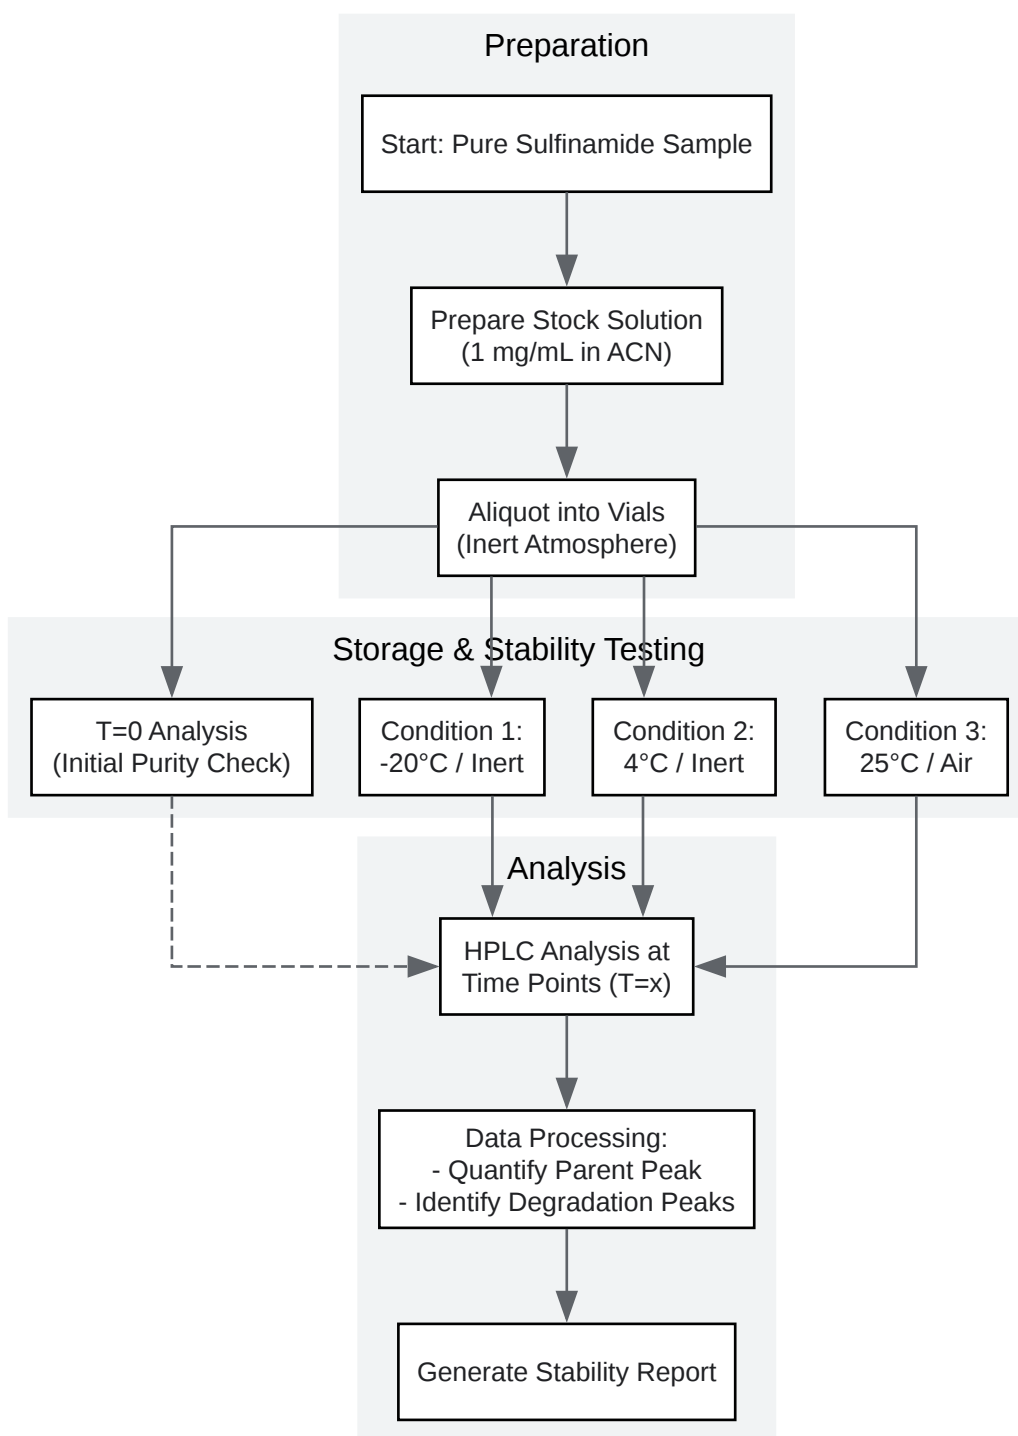 Preparation
Start: Pure Sulfinamide Sample
Prepare Stock Solution
(1 mg/mL in ACN)
Aliquot into Vials
(Inert Atmosphere)
Storage & Stability Testing
T=0 Analysis
(Initial Purity Check)
Condition 1:
-20°C / Inert
Condition 2:
4°C / Inert
Condition 3:
25°C / Air
Analysis
HPLC Analysis at
Time Points (T=x)
Data Processing:
- Quantify Parent Peak
- Identify Degradation Peaks
Generate Stability Report